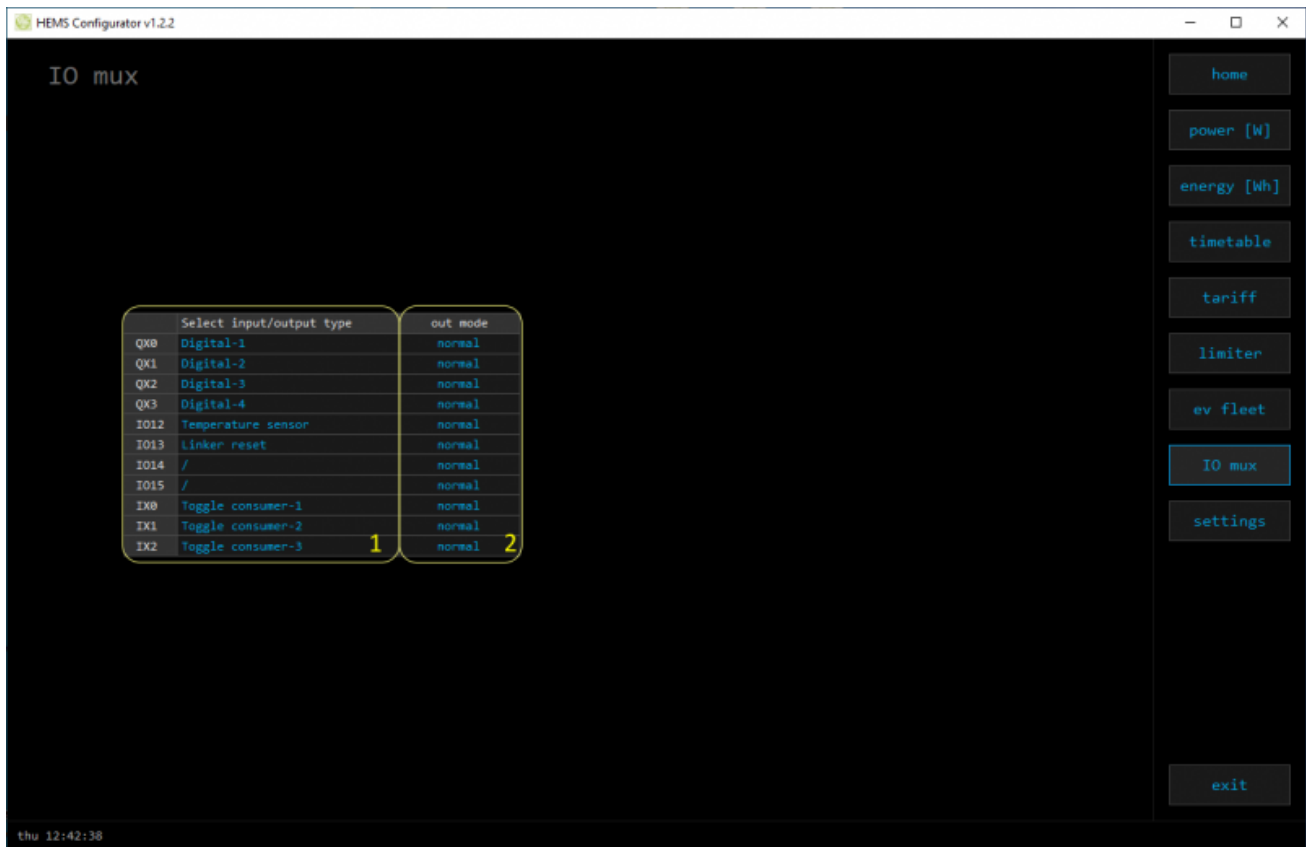 HEMS Configurator v1.2.2
IO mux
home
power [W]
energy [Wh]
timetable
tariff
limiter
ev fleet
IO mux
settings
exit
Select input/output type out mode
QX0 Digital-1 normal
QX1 Digital-2 normal
QX2 Digital-3 normal
QX3 Digital-4 normal
IO12 Temperature sensor normal
IO13 Linker reset normal
IO14 / normal
IO15 / normal
IX0 Toggle consumer-1 normal
IX1 Toggle consumer-2 normal
IX2 Toggle consumer-3 1 normal 2
thu 12:42:38